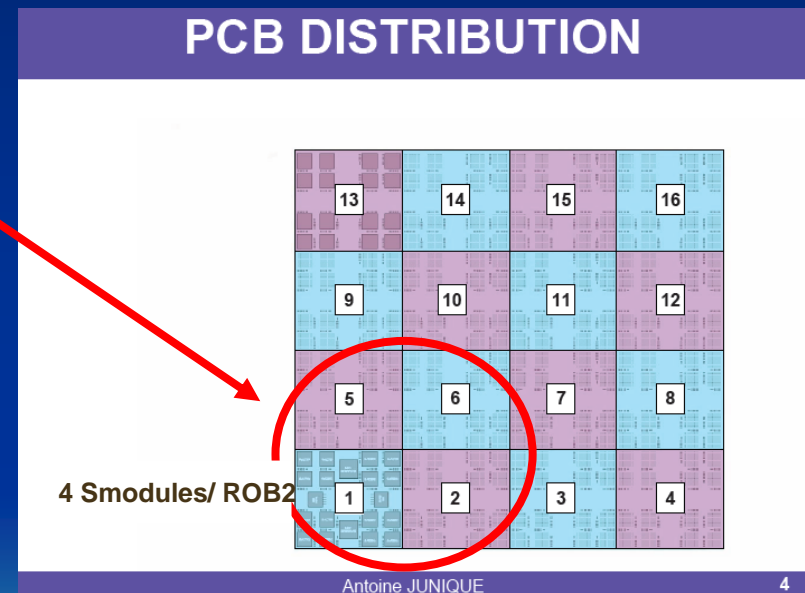 PCB DISTRIBUTION
13 14 15 16
9 10 11 12
5 6 7 8
4 Smodules/ ROB2 1 2 3 4
Antoine JUNIQUE 4